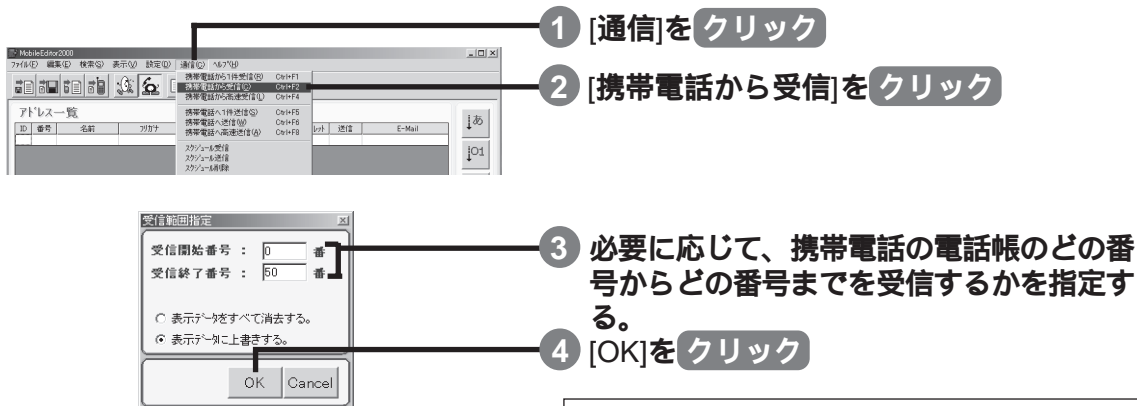 1 [通信]をクリック
MobileEditor2000
ファイル(F) 編集(E) 検索(S) 表示(V) 設定(D) 通信(C) ヘルプ(H)
携帯電話から1件受信(R) Ctrl+F1
携帯電話から受信(C) Ctrl+F2
携帯電話から高速受信(L) Ctrl+F4
2 [携帯電話から受信]をクリック
携帯電話へ1件送信(S) Ctrl+F5
携帯電話へ送信(W) Ctrl+F6
携帯電話へ高速送信(A) Ctrl+F8
スケジュール受信
スケジュール送信
スケジュール再削除
アドレス一覧
ID 番号 名前 フリガナ 送信 E-Mail
あ
01
受信範囲指定
受信開始番号 : 0 番
受信終了番号 : 50 番
表示データをすべて消去する。
表示データに上書きする。
OK Cancel
3 必要に応じて、携帯電話の電話帳のどの番
号からどの番号までを受信するかを指定す
る。
4 [OK]をクリック